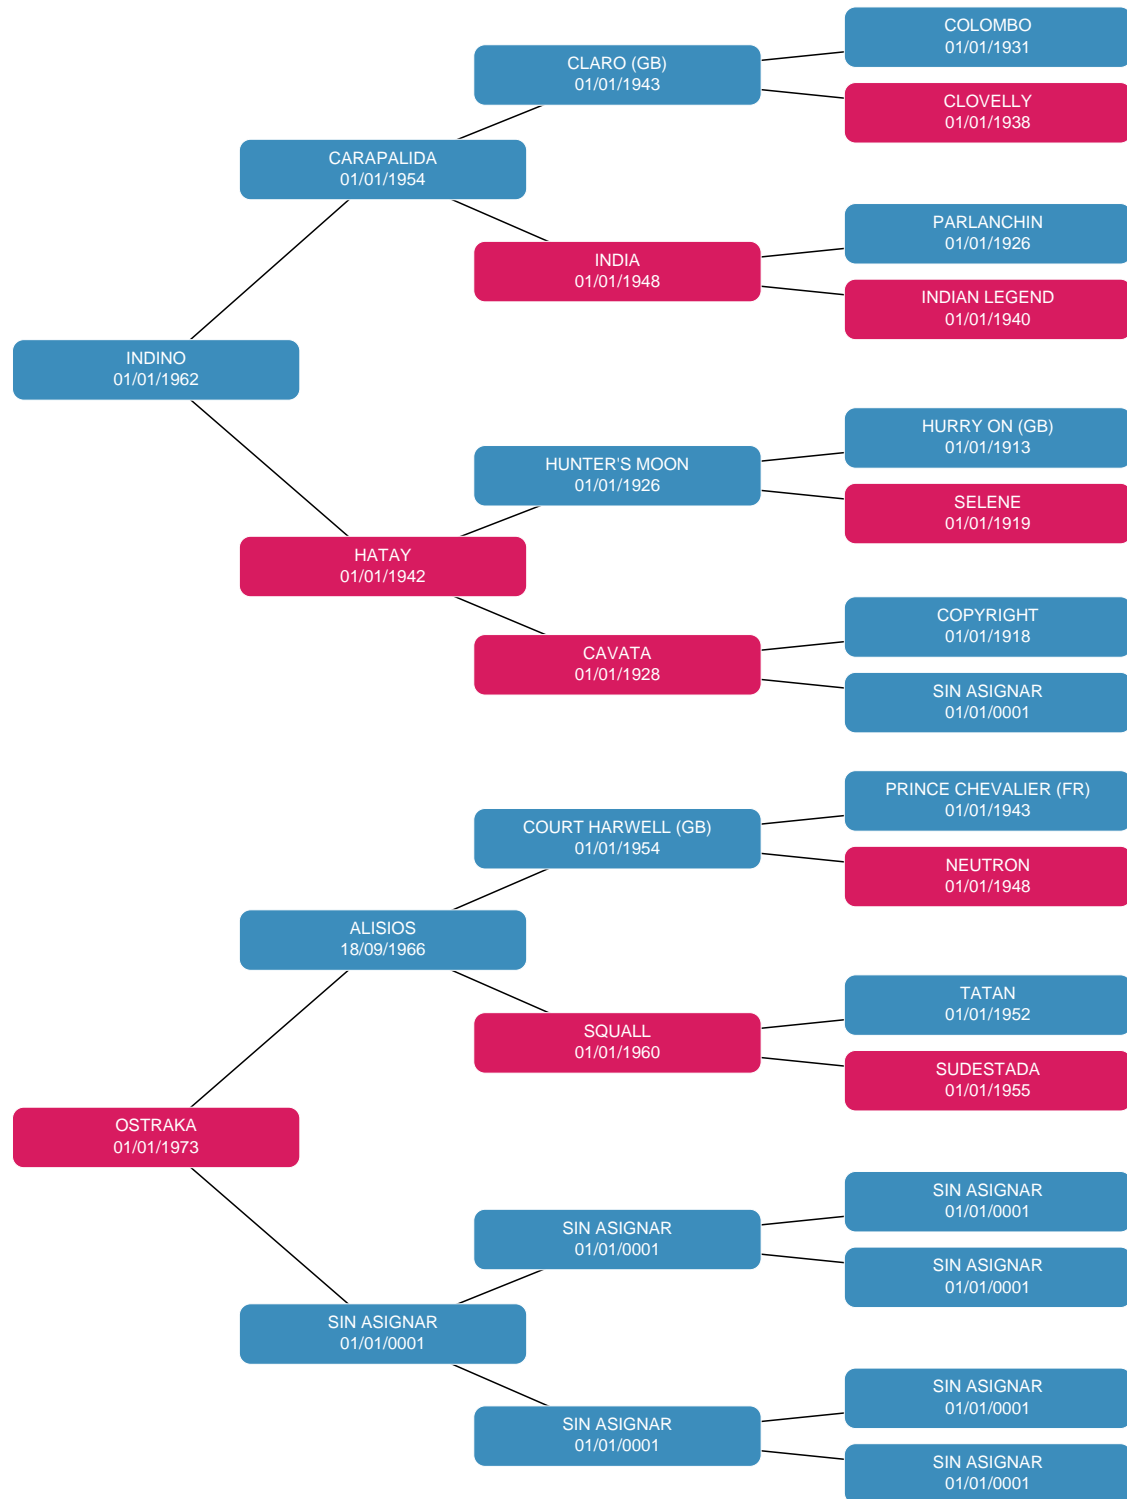 COLOMBO
01/01/1931
CLARO (GB)
01/01/1943
CLOVELLY
01/01/1938
CARAPALIDA
01/01/1954
PARLANCHIN
01/01/1926
INDIA
01/01/1948
INDIAN LEGEND
01/01/1940
INDINO
01/01/1962
HURRY ON (GB)
01/01/1913
HUNTER'S MOON
01/01/1926
SELENE
01/01/1919
HATAY
01/01/1942
COPYRIGHT
01/01/1918
CAVATA
01/01/1928
SIN ASIGNAR
01/01/0001
PRINCE CHEVALIER (FR)
01/01/1943
COURT HARWELL (GB)
01/01/1954
NEUTRON
01/01/1948
ALISIOS
18/09/1966
TATAN
01/01/1952
SQUALL
01/01/1960
SUDESTADA
01/01/1955
OSTRAKA
01/01/1973
SIN ASIGNAR
01/01/0001
SIN ASIGNAR
01/01/0001
SIN ASIGNAR
01/01/0001
SIN ASIGNAR
01/01/0001
SIN ASIGNAR
01/01/0001
SIN ASIGNAR
01/01/0001
SIN ASIGNAR
01/01/0001